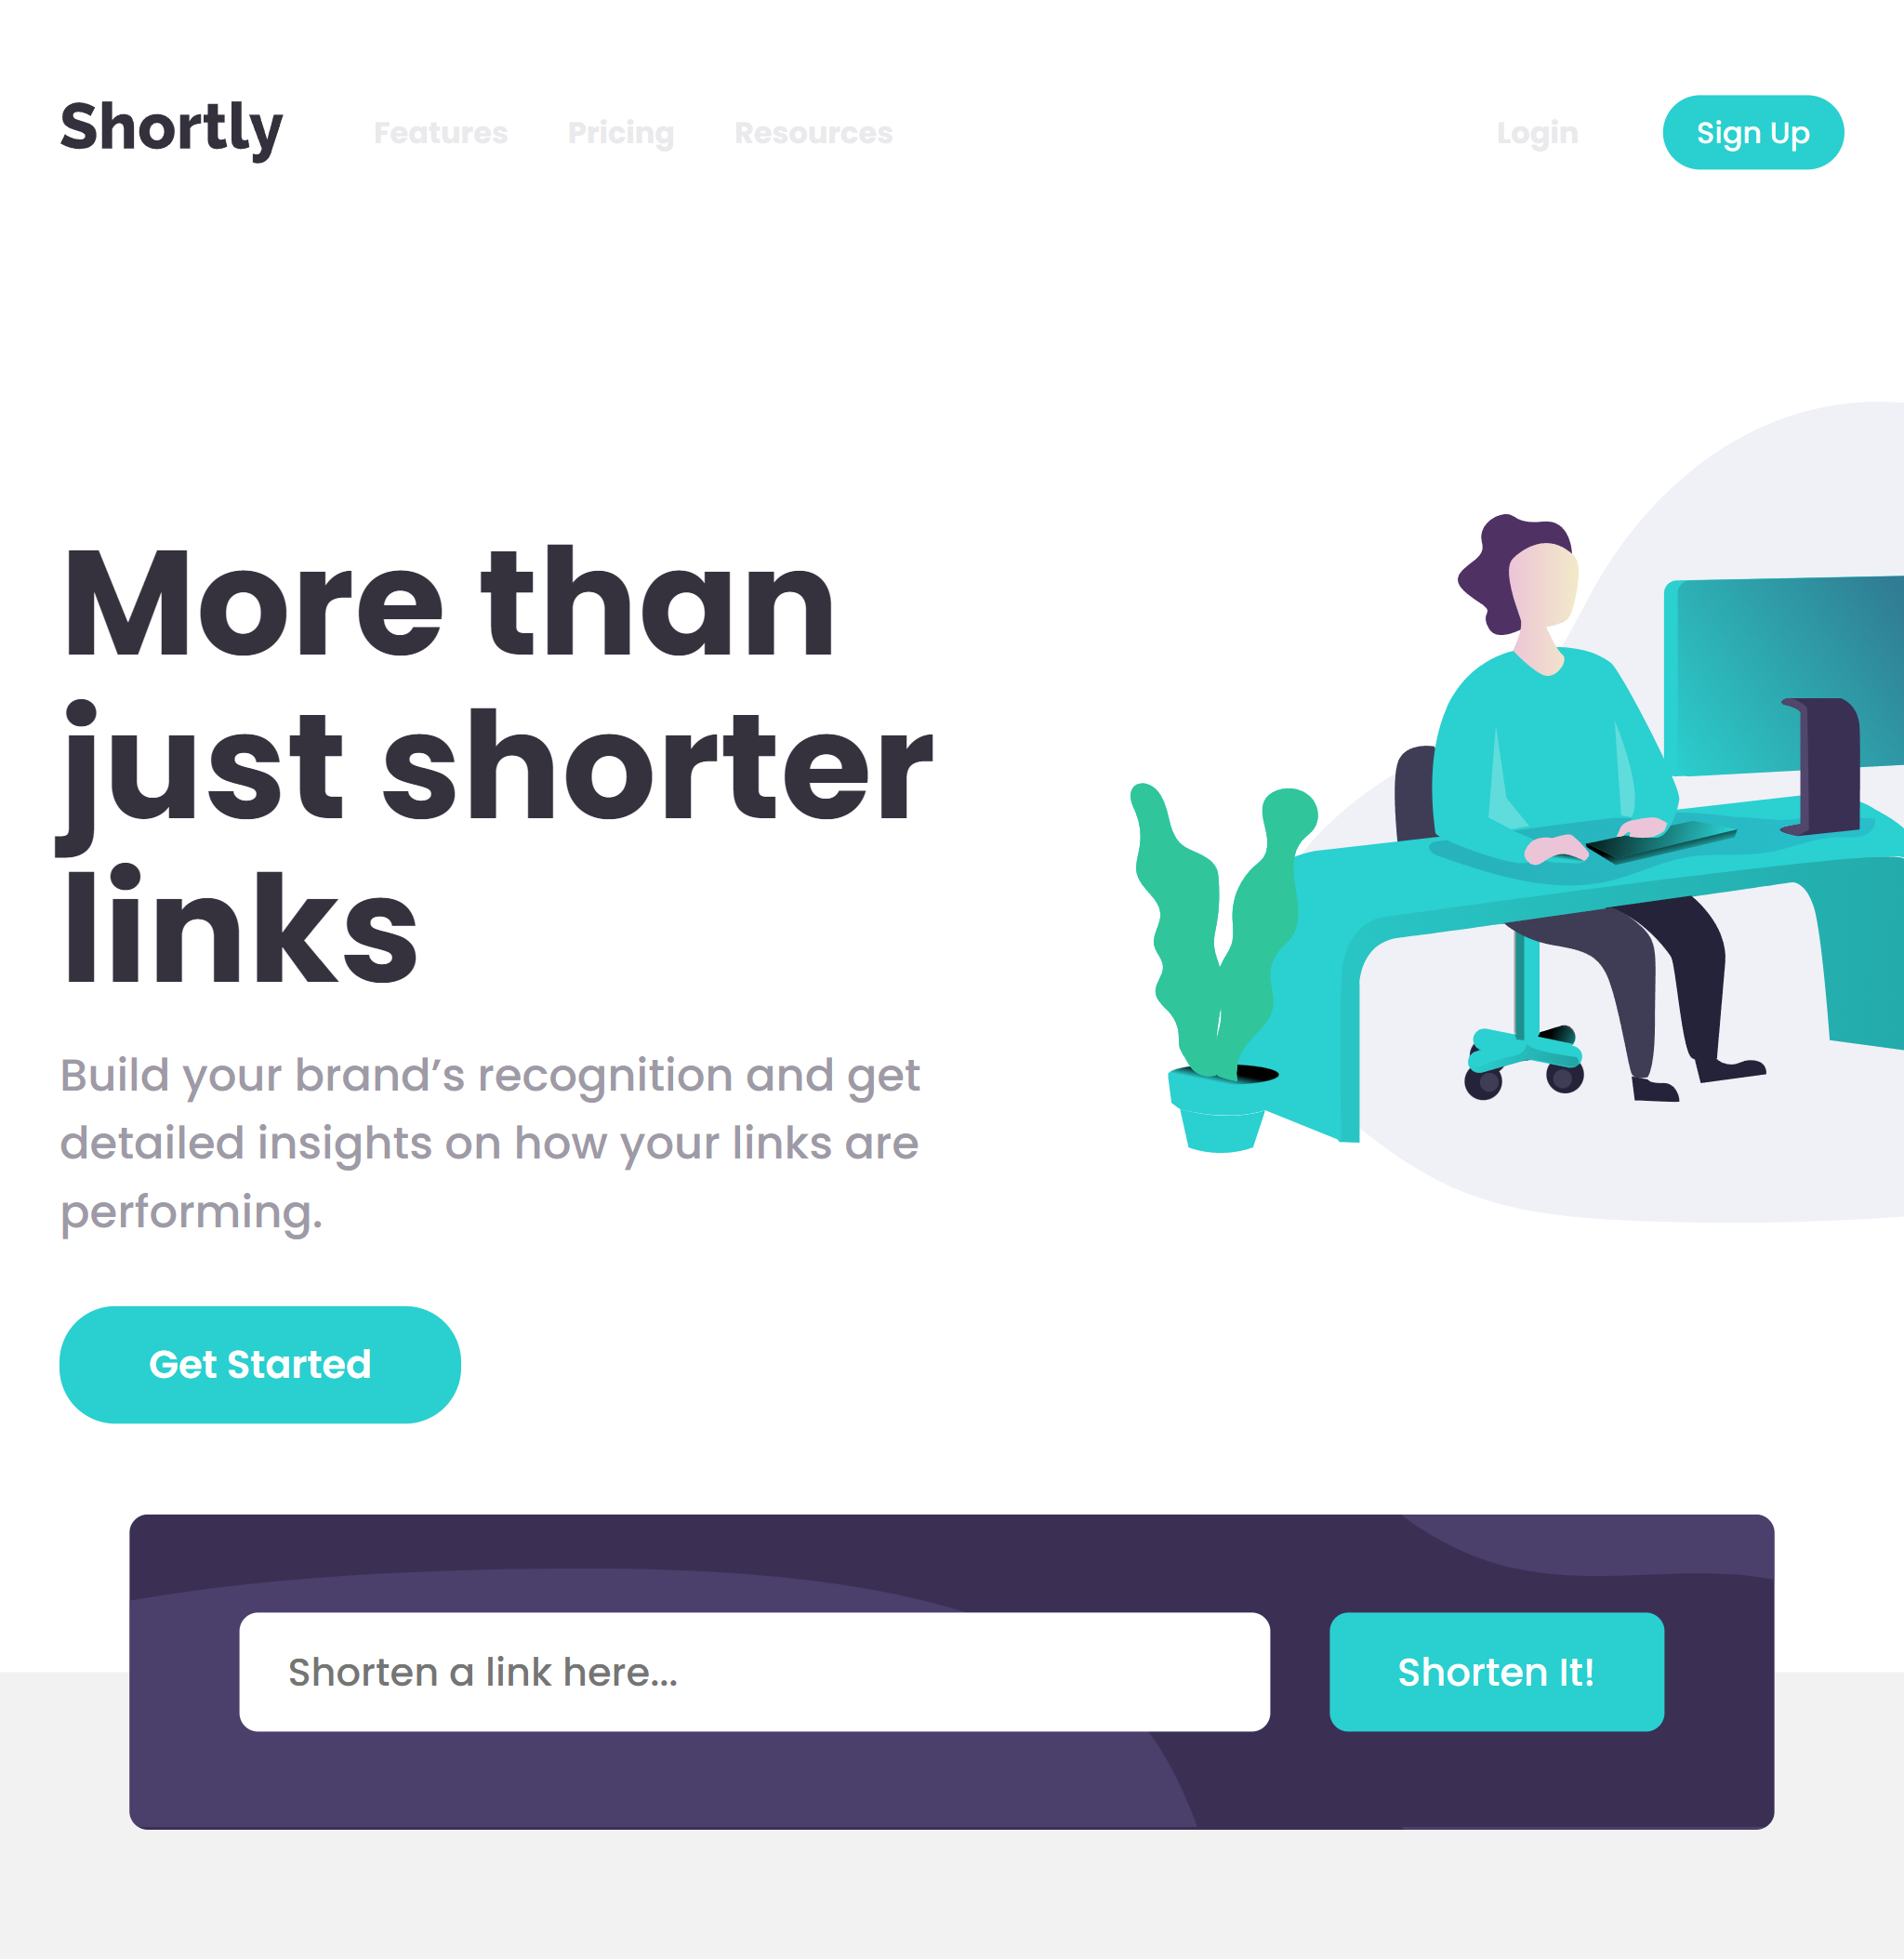 Shortly Features Pricing Resources Login Sign Up
More than
just shorter
links
Build your brand’s recognition and get
detailed insights on how your links are
performing.
Get Started
Shorten a link here... Shorten It!